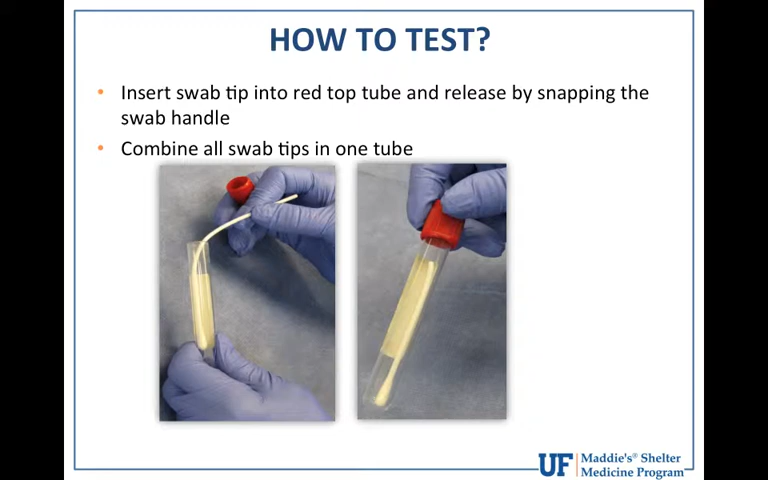 HOW TO TEST?
• Insert swab tip into red top tube and release by snapping the
swab handle
• Combine all swab tips in one tube
UF Maddie's® Shelter
Medicine Program